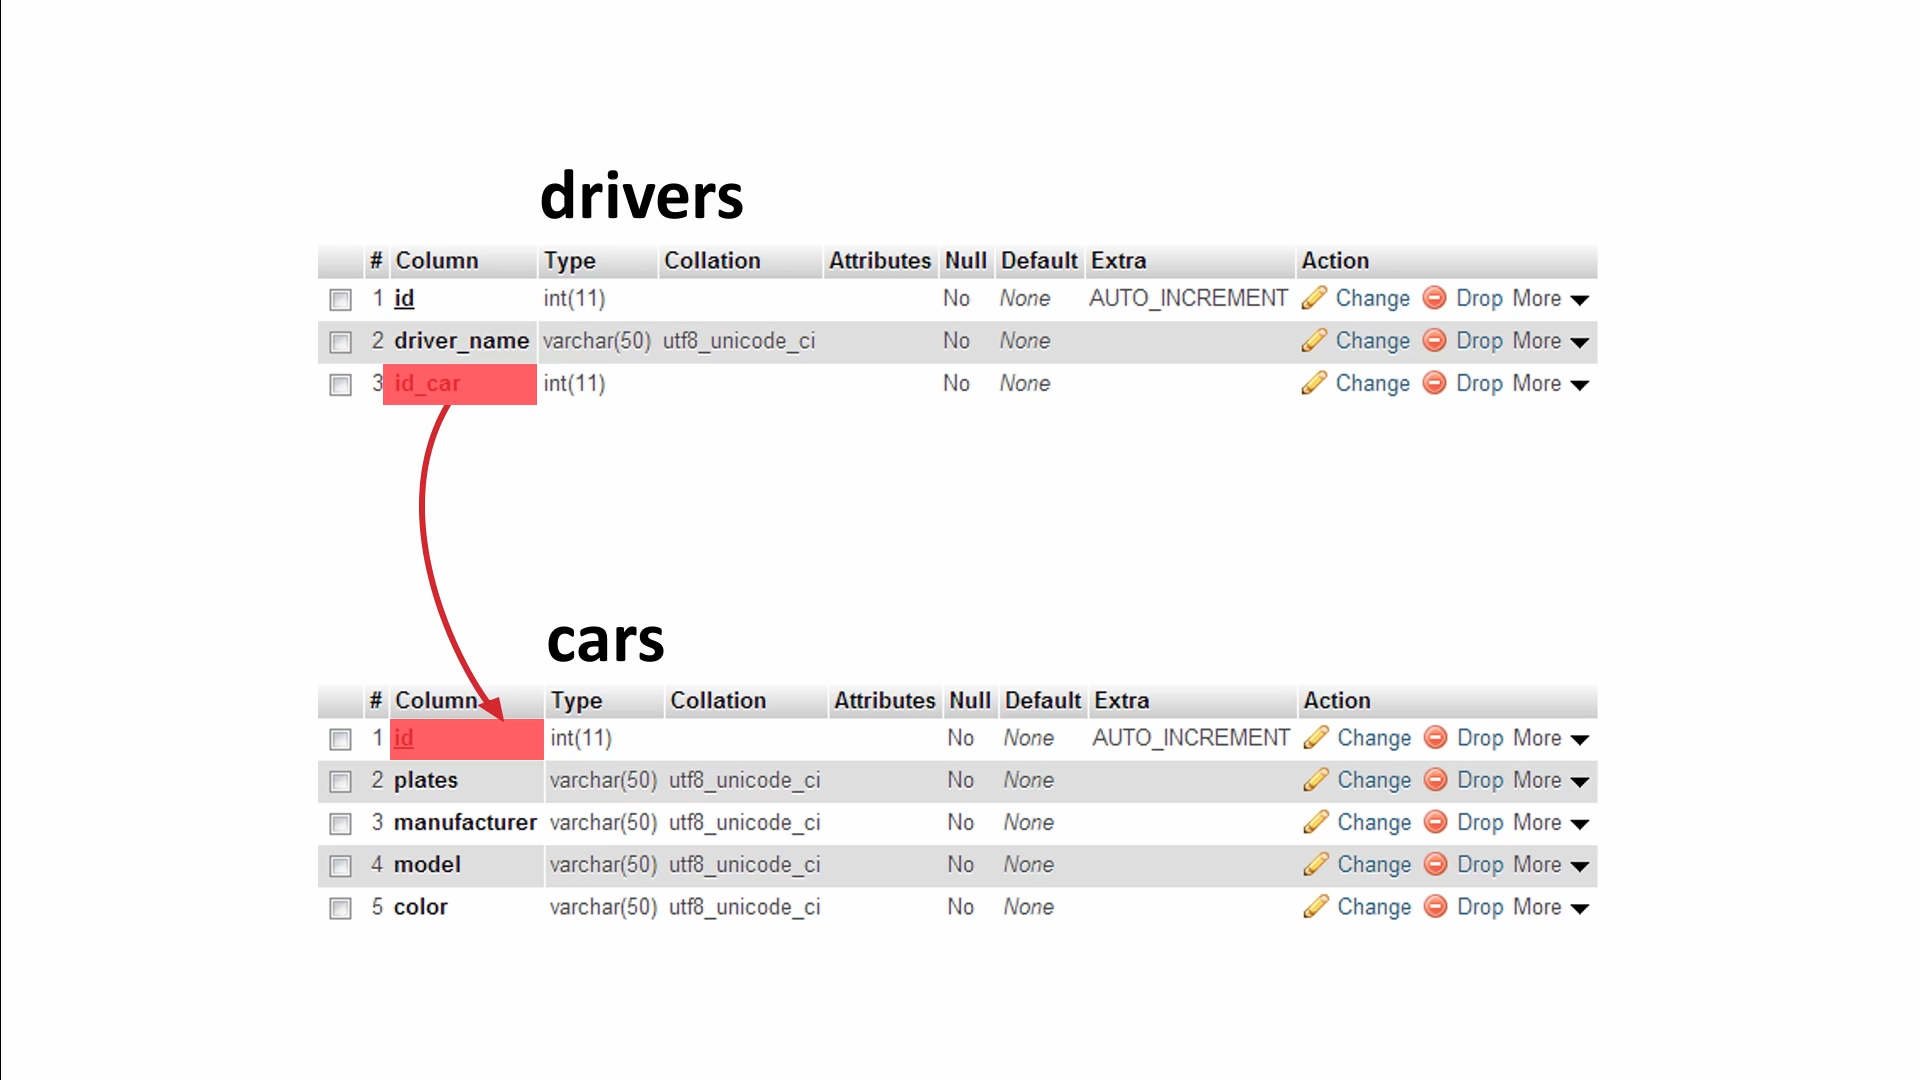 drivers
# Column Type Collation Attributes Null Default Extra Action
1 id int(11) No None AUTO_INCREMENT Change Drop More
2 driver_name varchar(50) utf8_unicode_ci No None Change Drop More
3 id_car int(11) No None Change Drop More
cars
# Column Type Collation Attributes Null Default Extra Action
1 id int(11) No None AUTO_INCREMENT Change Drop More
2 plates varchar(50) utf8_unicode_ci No None Change Drop More
3 manufacturer varchar(50) utf8_unicode_ci No None Change Drop More
4 model varchar(50) utf8_unicode_ci No None Change Drop More
5 color varchar(50) utf8_unicode_ci No None Change Drop More